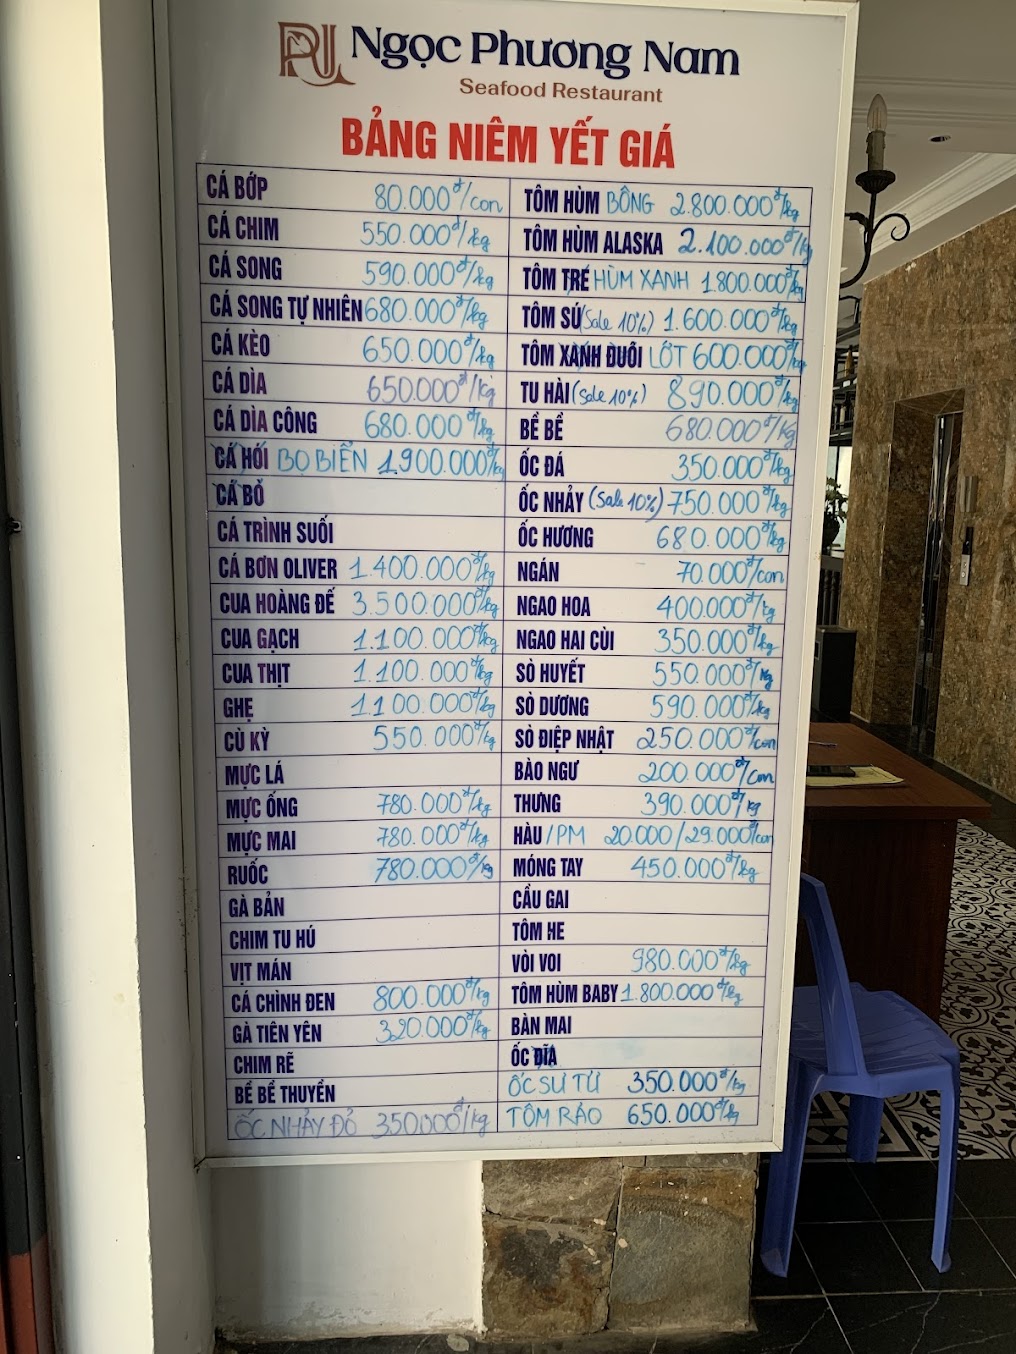 Ngọc Phương Nam
Seafood Restaurant
BẢNG NIÊM YẾT GIÁ
CÁ BỚP 80.000đ/con
CÁ CHIM 550.000đ/kg
CÁ SONG 590.000đ/kg
CÁ SONG TỰ NHIÊN 680.000đ/kg
CÁ KÈO 650.000đ/kg
CÁ DÌA 650.000đ/kg
CÁ DÌA CÔNG 680.000đ/kg
CÁ HỒI BO BIỂN 1.900.000đ/kg
CÁ BÒ
CÁ TRÌNH SUỐI
CÁ BƠN OLIVER 1.400.000đ/kg
CUA HOÀNG ĐẾ 3.500.000đ/kg
CUA GẠCH 1.100.000đ/kg
CUA THỊT 1.100.000đ/kg
GHẸ 1.100.000đ/kg
CÙ KỲ 550.000đ/kg
MỰC LÁ
MỰC ỐNG 780.000đ/kg
MỰC MAI 780.000đ/kg
RUỐC 780.000đ/kg
GÀ BẢN
CHIM TU HÚ
VỊT MÁN
CÁ CHÌNH ĐEN 800.000đ/kg
GÀ TIÊN YÊN 320.000đ/kg
CHIM RẼ
BỀ BỀ THUYỀN
ỐC NHẢY ĐỎ 350.000đ/kg
TÔM HÙM BÔNG 2.800.000đ/kg
TÔM HÙM ALASKA 2.100.000đ/kg
TÔM TRÉ HÙM XANH 1.800.000đ/kg
TÔM SÚ (Sale 10%) 1.600.000đ/kg
TÔM XANH ĐUÔI LỘT 600.000đ/kg
TU HÀI (Sale 10%) 890.000đ/kg
BỀ BỀ 680.000đ/kg
ỐC ĐÁ 350.000đ/kg
ỐC NHẢY (Sale 10%) 750.000đ/kg
ỐC HƯƠNG 680.000đ/kg
NGÁN 70.000đ/con
NGAO HOA 400.000đ/kg
NGAO HAI CÙI 350.000đ/kg
SÒ HUYẾT 550.000đ/kg
SÒ DƯƠNG 590.000đ/kg
SÒ ĐIỆP NHẬT 250.000đ/con
BÀO NGƯ 200.000đ/con
THƯNG 390.000đ/kg
HÀU /PM 20.000/29.000đ/con
MÓNG TAY 450.000đ/kg
CẦU GAI
TÔM HE
VÒI VOI 980.000đ/kg
TÔM HÙM BABY 1.800.000đ/kg
BÀN MAI
ỐC ĐĨA
ỐC SƯ TỬ 350.000đ/kg
TÔM RẢO 650.000đ/kg